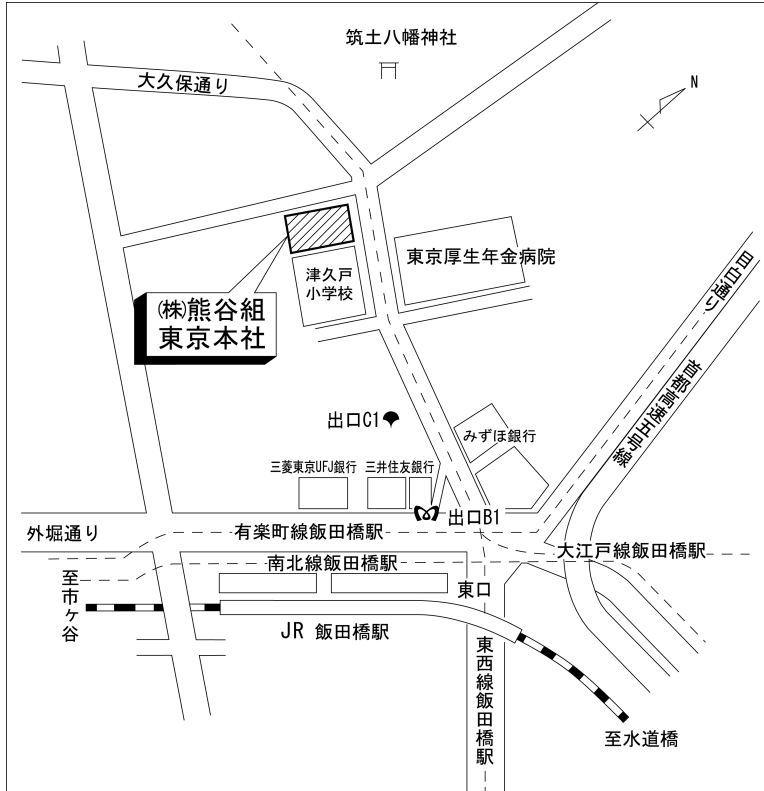 筑土八幡神社
大久保通り
N
東京厚生年金病院
津久戸
小学校
㈱熊谷組
東京本社
目白通り
首都高速五号線
出口C1
みずほ銀行
三菱東京UFJ銀行
三井住友銀行
外堀通り
有楽町線飯田橋駅
出口B1
大江戸線飯田橋駅
南北線飯田橋駅
至市ヶ谷
東口
JR 飯田橋駅
東西線飯田橋駅
至水道橋